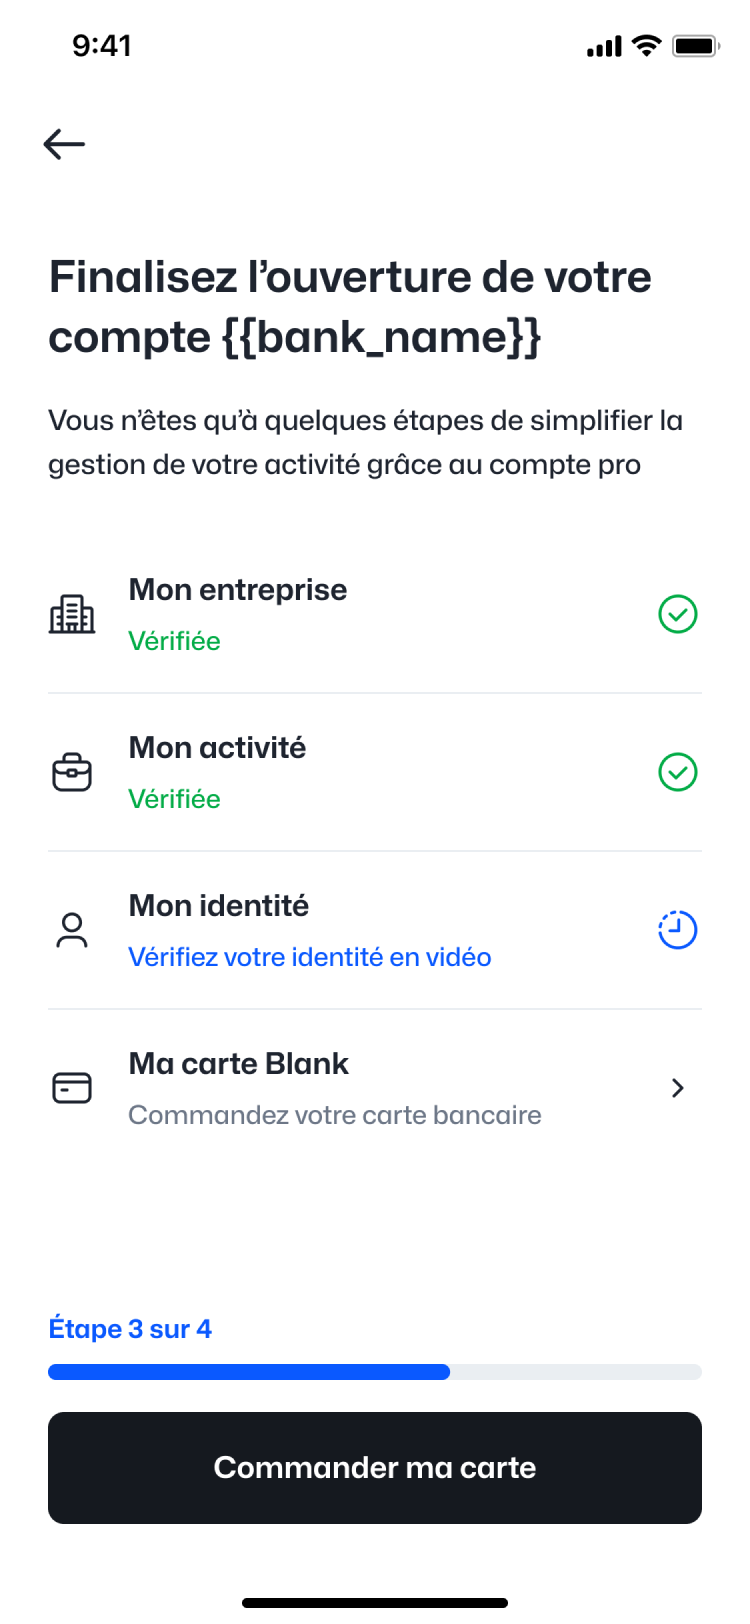 9:41
Finalisez l’ouverture de votre
compte {{bank_name}}
Vous n’êtes qu’à quelques étapes de simplifier la
gestion de votre activité grâce au compte pro
Mon entreprise
Vérifiée
Mon activité
Vérifiée
Mon identité
Vérifiez votre identité en vidéo
Ma carte Blank
Commandez votre carte bancaire
Étape 3 sur 4
Commander ma carte